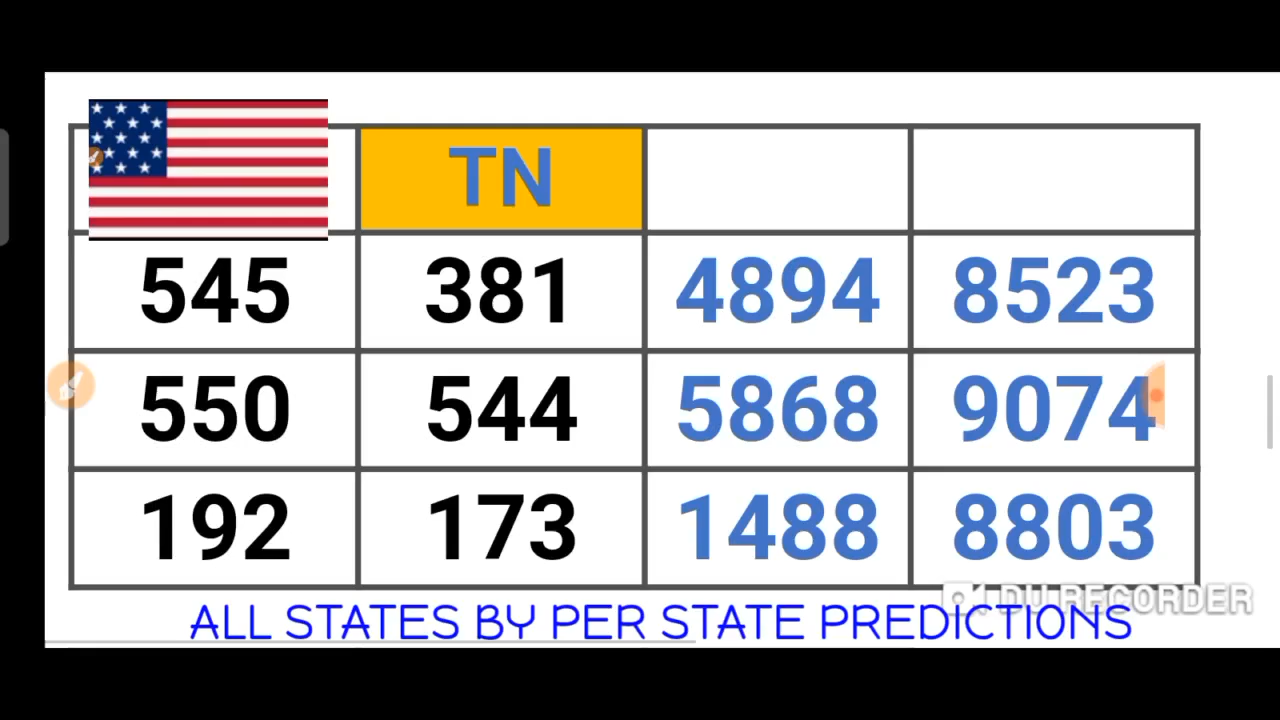 TN
545 381 4894 8523
550 544 5868 9074
192 173 1488 8803
DU RECORDER
ALL STATES BY PER STATE PREDICTIONS